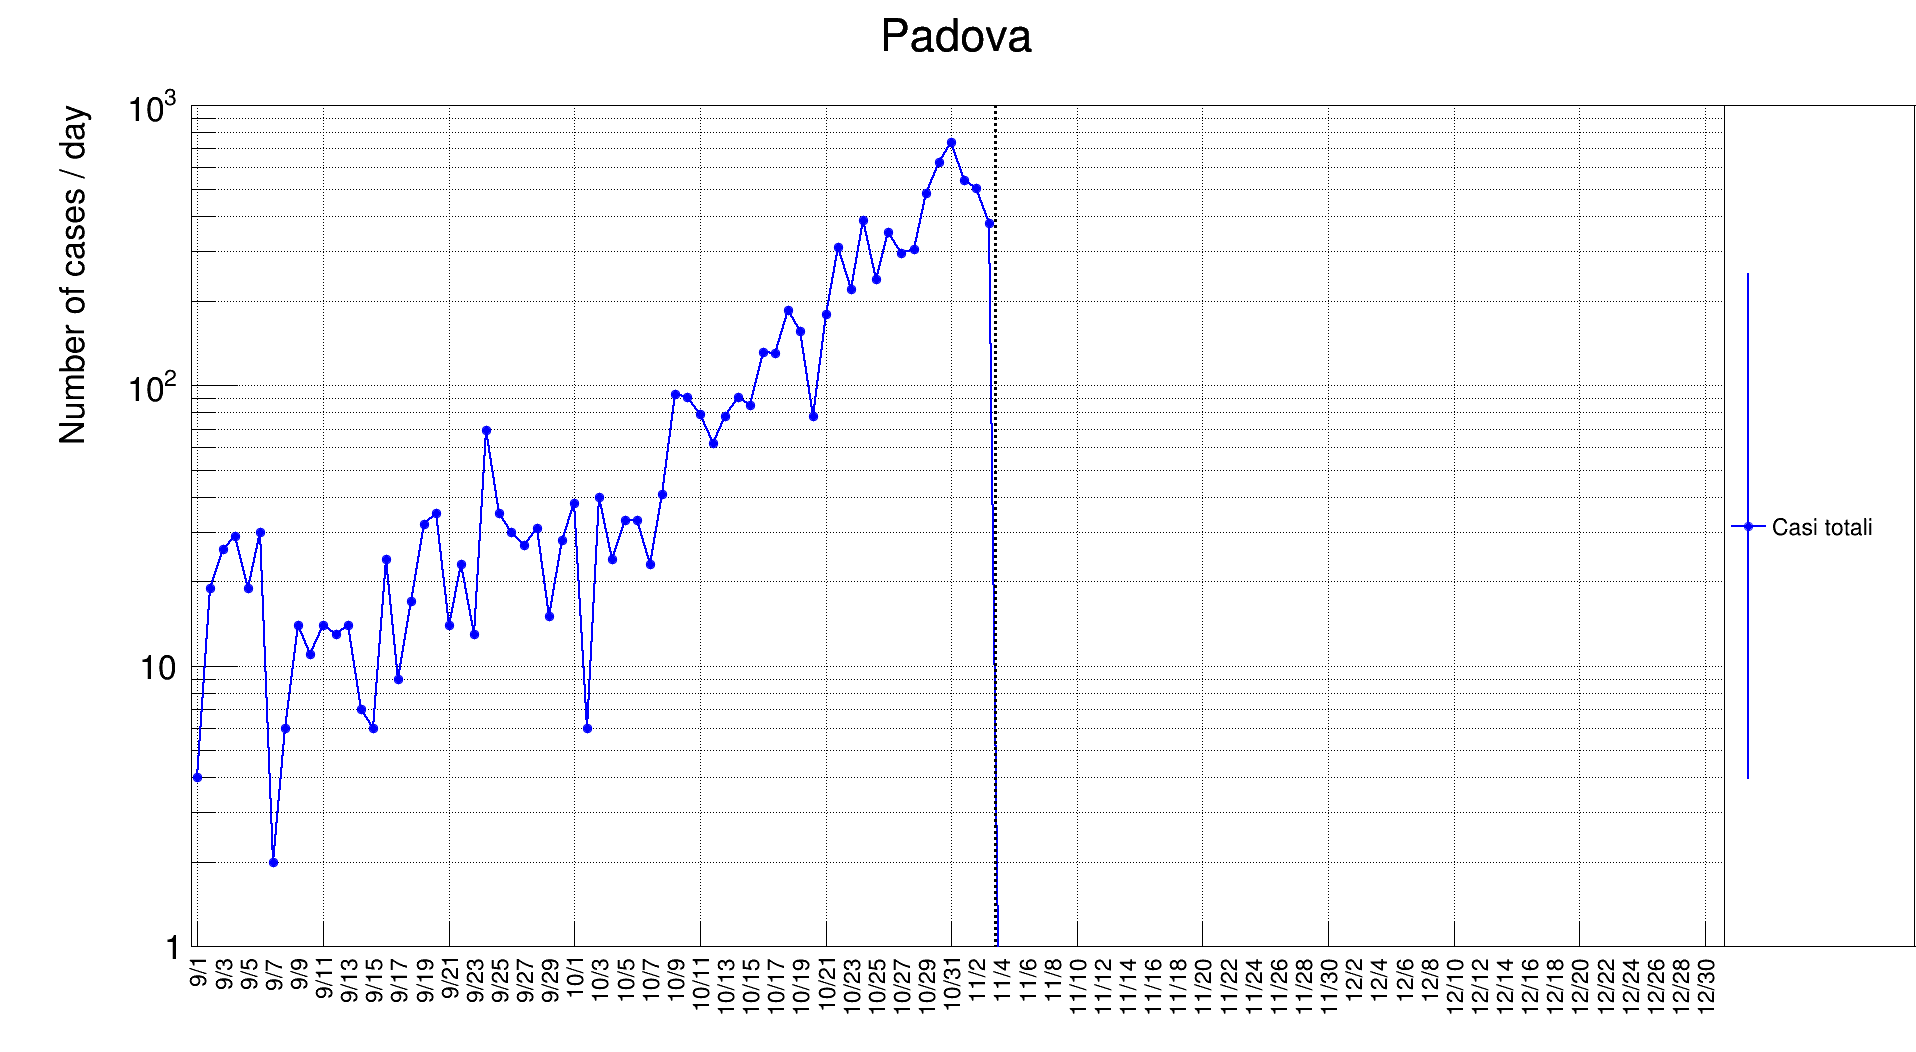 Padova
Number of cases / day
10³
10²
10
1
9/1 9/3 9/5 9/7 9/9 9/11 9/13 9/15 9/17 9/19 9/21 9/23 9/25 9/27 9/29 10/1 10/3 10/5 10/7 10/9 10/11 10/13 10/15 10/17 10/19 10/21 10/23 10/25 10/27 10/29 10/31 11/2 11/4 11/6 11/8 11/10 11/12 11/14 11/16 11/18 11/20 11/22 11/24 11/26 11/28 11/30 12/2 12/4 12/6 12/8 12/10 12/12 12/14 12/16 12/18 12/20 12/22 12/24 12/26 12/28 12/30
Casi totali